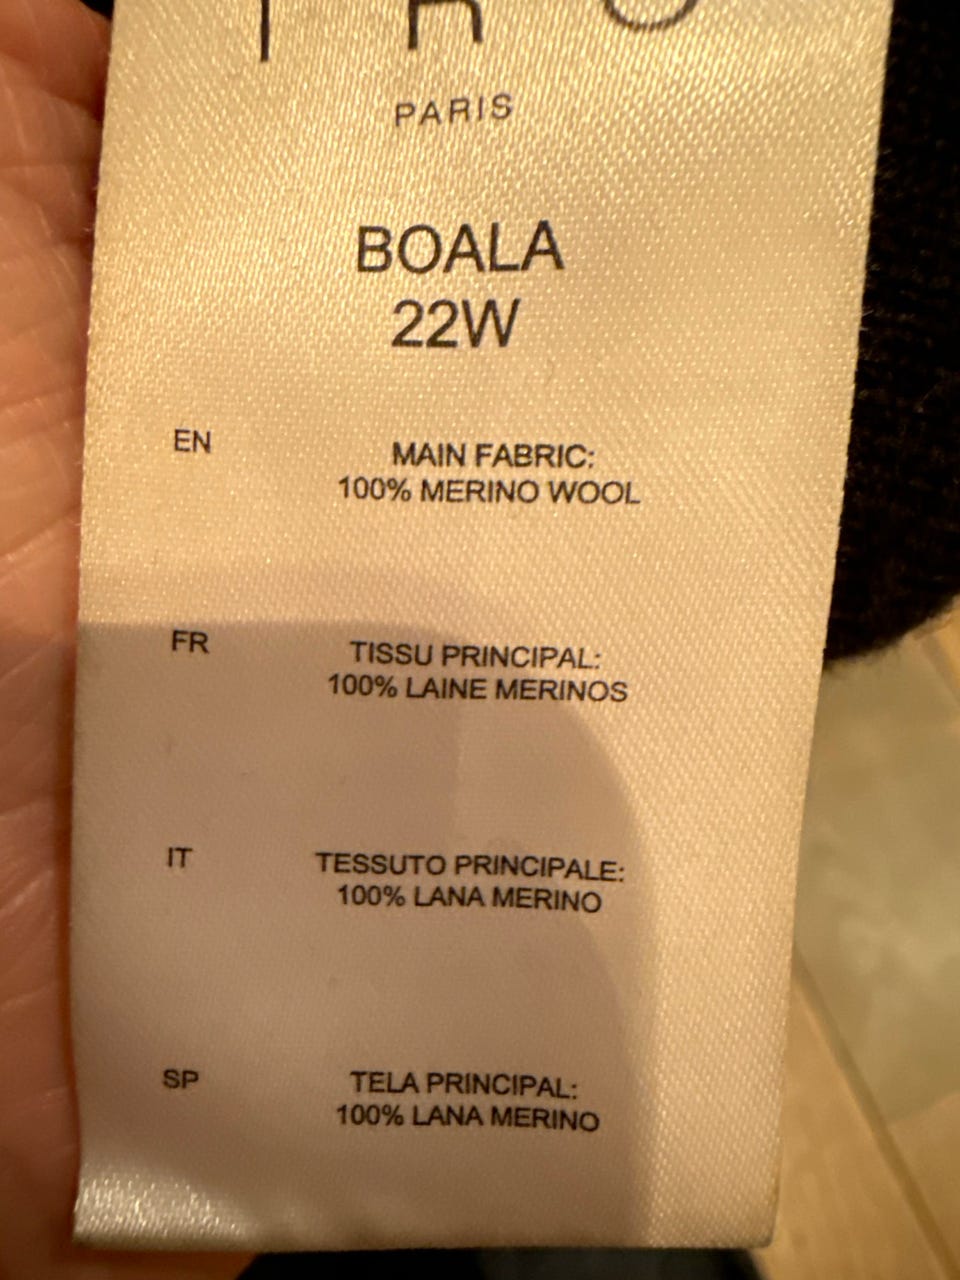 IRO
PARIS
BOALA
22W
EN
MAIN FABRIC:
100% MERINO WOOL
FR
TISSU PRINCIPAL:
100% LAINE MERINOS
IT
TESSUTO PRINCIPALE:
100% LANA MERINO
SP
TELA PRINCIPAL:
100% LANA MERINO